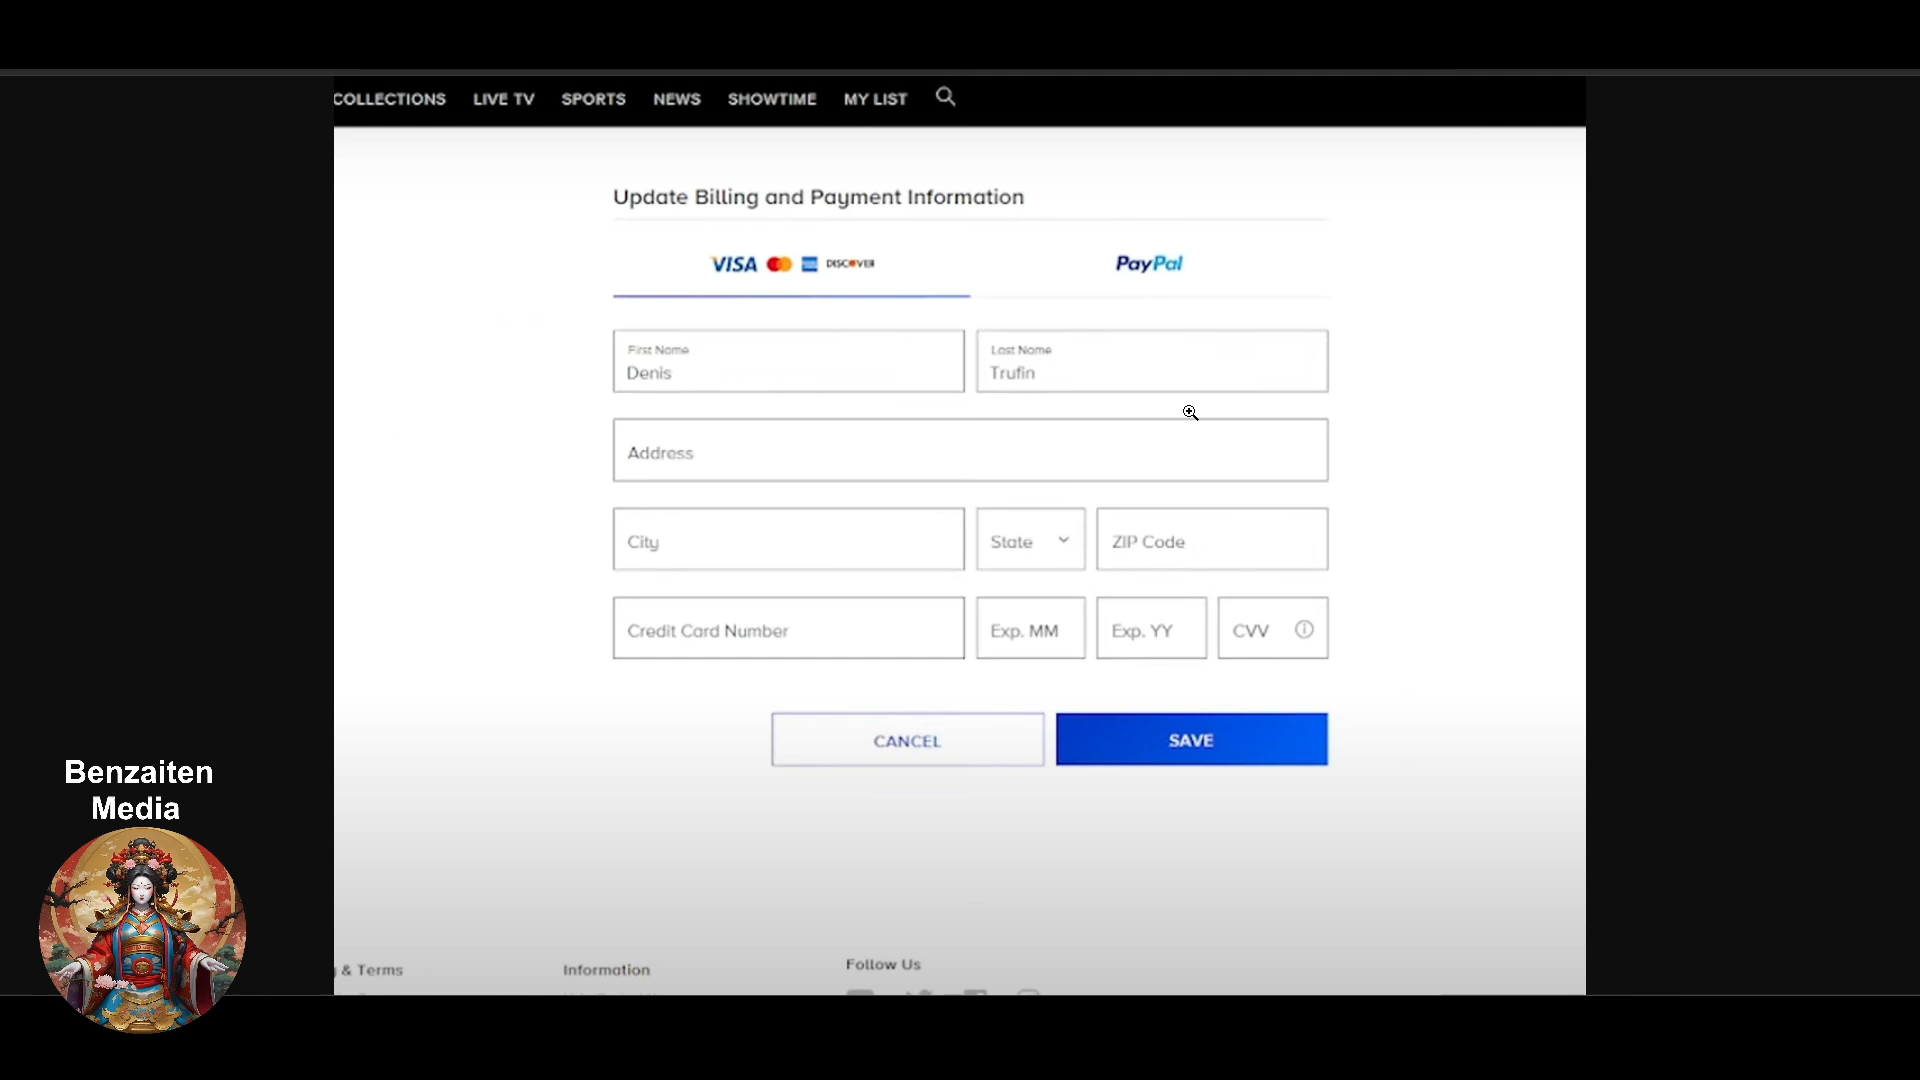 COLLECTIONS LIVE TV SPORTS NEWS SHOWTIME MY LIST
Update Billing and Payment Information
VISA DISCOVER PayPal
First Name Last Name
Denis Trufin
Address
City State ZIP Code
Credit Card Number Exp. MM Exp. YY CVV
CANCEL SAVE
Benzaiten
Media
& Terms Information Follow Us